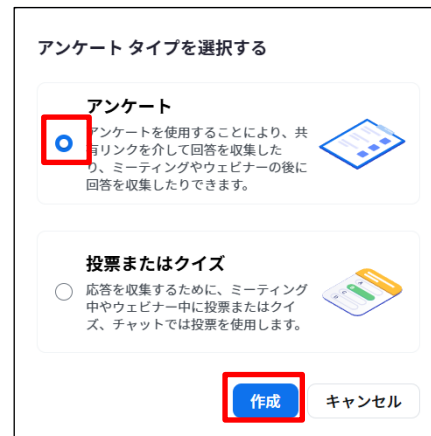 アンケート タイプを選択する
アンケート
アンケートを使用することにより、共
有リンクを介して回答を収集した
り、ミーティングやウェビナーの後に
回答を収集したりできます。
投票またはクイズ
応答を収集するために、ミーティング
中やウェビナー中に投票またはクイ
ズ、チャットでは投票を使用します。
作成
キャンセル